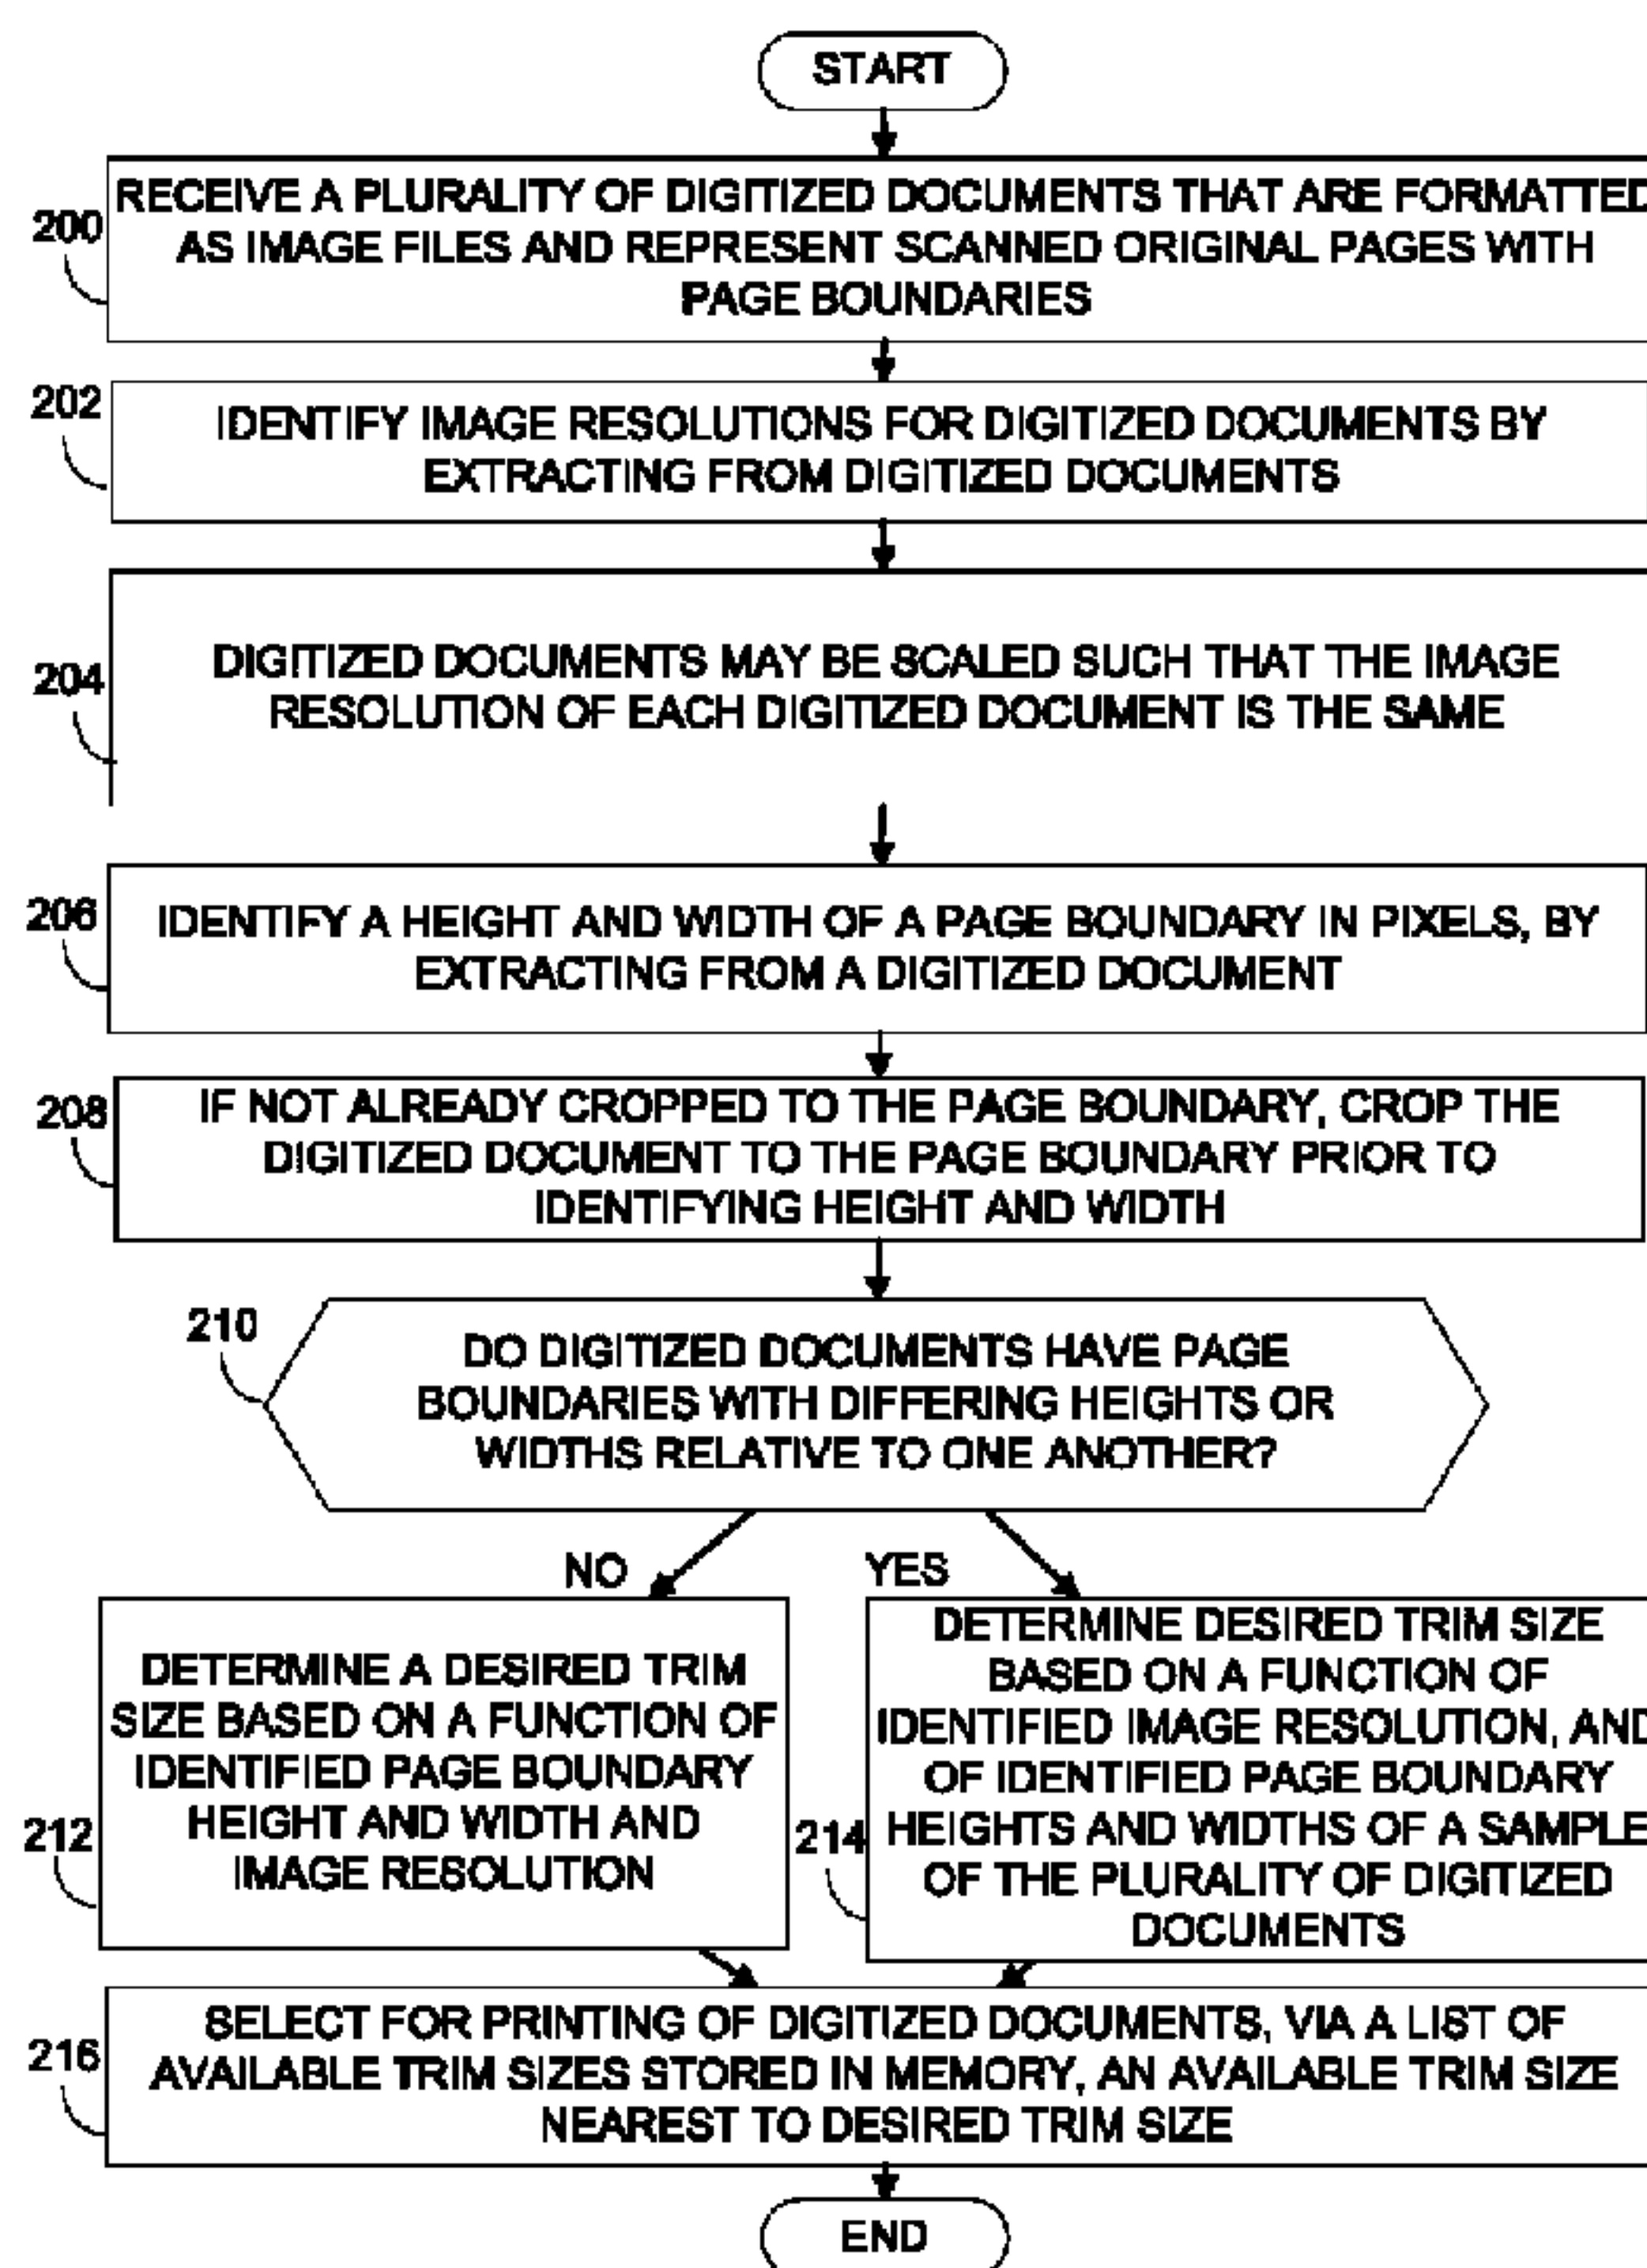 START
200
RECEIVE A PLURALITY OF DIGITIZED DOCUMENTS THAT ARE FORMATTED
AS IMAGE FILES AND REPRESENT SCANNED ORIGINAL PAGES WITH
PAGE BOUNDARIES
202
IDENTIFY IMAGE RESOLUTIONS FOR DIGITIZED DOCUMENTS BY
EXTRACTING FROM DIGITIZED DOCUMENTS
204
DIGITIZED DOCUMENTS MAY BE SCALED SUCH THAT THE IMAGE
RESOLUTION OF EACH DIGITIZED DOCUMENT IS THE SAME
206
IDENTIFY A HEIGHT AND WIDTH OF A PAGE BOUNDARY IN PIXELS, BY
EXTRACTING FROM A DIGITIZED DOCUMENT
208
IF NOT ALREADY CROPPED TO THE PAGE BOUNDARY, CROP THE
DIGITIZED DOCUMENT TO THE PAGE BOUNDARY PRIOR TO
IDENTIFYING HEIGHT AND WIDTH
210
DO DIGITIZED DOCUMENTS HAVE PAGE
BOUNDARIES WITH DIFFERING HEIGHTS OR
WIDTHS RELATIVE TO ONE ANOTHER?
NO
YES
212
DETERMINE A DESIRED TRIM
SIZE BASED ON A FUNCTION OF
IDENTIFIED PAGE BOUNDARY
HEIGHT AND WIDTH AND
IMAGE RESOLUTION
214
DETERMINE DESIRED TRIM SIZE
BASED ON A FUNCTION OF
IDENTIFIED IMAGE RESOLUTION, AND
OF IDENTIFIED PAGE BOUNDARY
HEIGHTS AND WIDTHS OF A SAMPLE
OF THE PLURALITY OF DIGITIZED
DOCUMENTS
216
SELECT FOR PRINTING OF DIGITIZED DOCUMENTS, VIA A LIST OF
AVAILABLE TRIM SIZES STORED IN MEMORY, AN AVAILABLE TRIM SIZE
NEAREST TO DESIRED TRIM SIZE
END